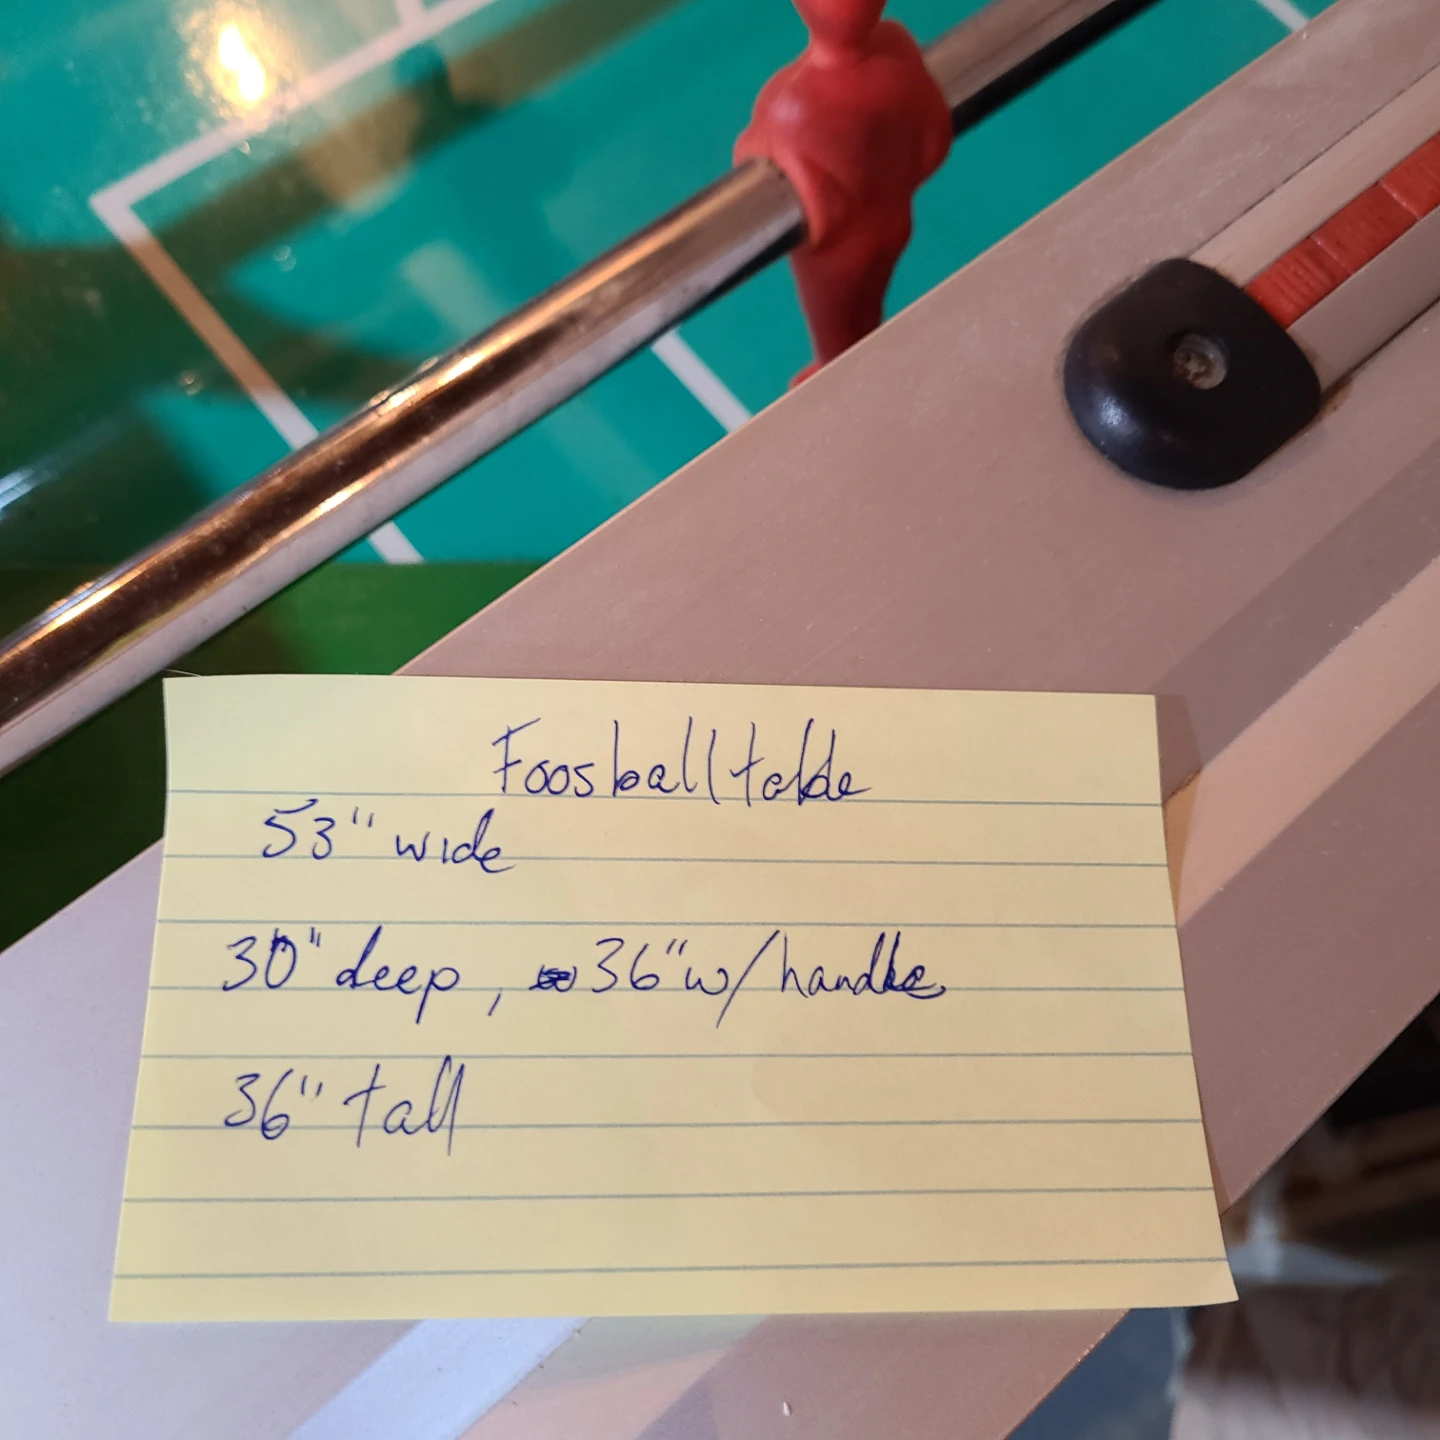 Foosball table
53" wide
30" deep, 36" w/handle
36" tall